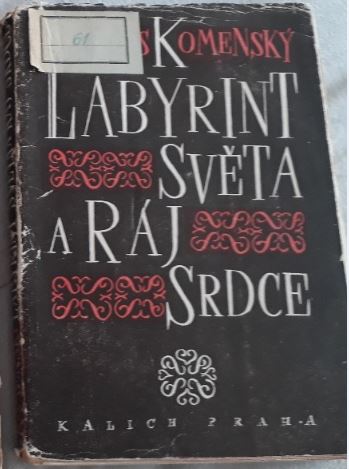 61
KOMENSKÝ
LABYRINT
SVĚTA
A RÁJ
SRDCE
KALICH PRAHA